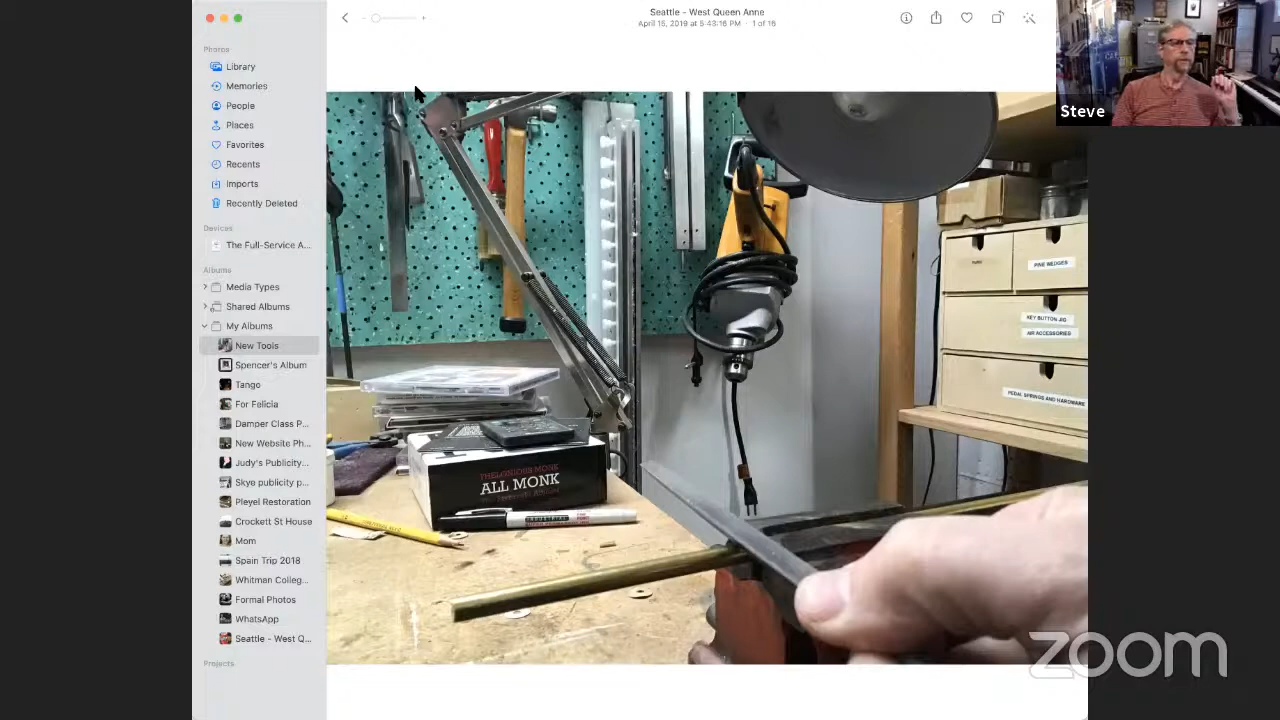 Seattle - West Queen Anne
April 15, 2019 at 5:43:16 PM · 1 of 16
Photos
Library
Memories
People
Places
Favorites
Recents
Imports
Recently Deleted
Devices
The Full-Service A...
Albums
Media Types
Shared Albums
My Albums
New Tools
Spencer's Album
Tango
For Felicia
Damper Class P...
New Website Ph...
Judy's Publicity...
Skye publicity p...
Pleyel Restoration
Crockett St House
Mom
Spain Trip 2018
Whitman Colleg...
Formal Photos
WhatsApp
Seattle - West Q...
Projects
Steve
PINE WEDGES
KEY BUTTON JIG
AIR ACCESSORIES
PEDAL SPRINGS AND HARDWARE
THELONIOUS MONK
ALL MONK
zoom